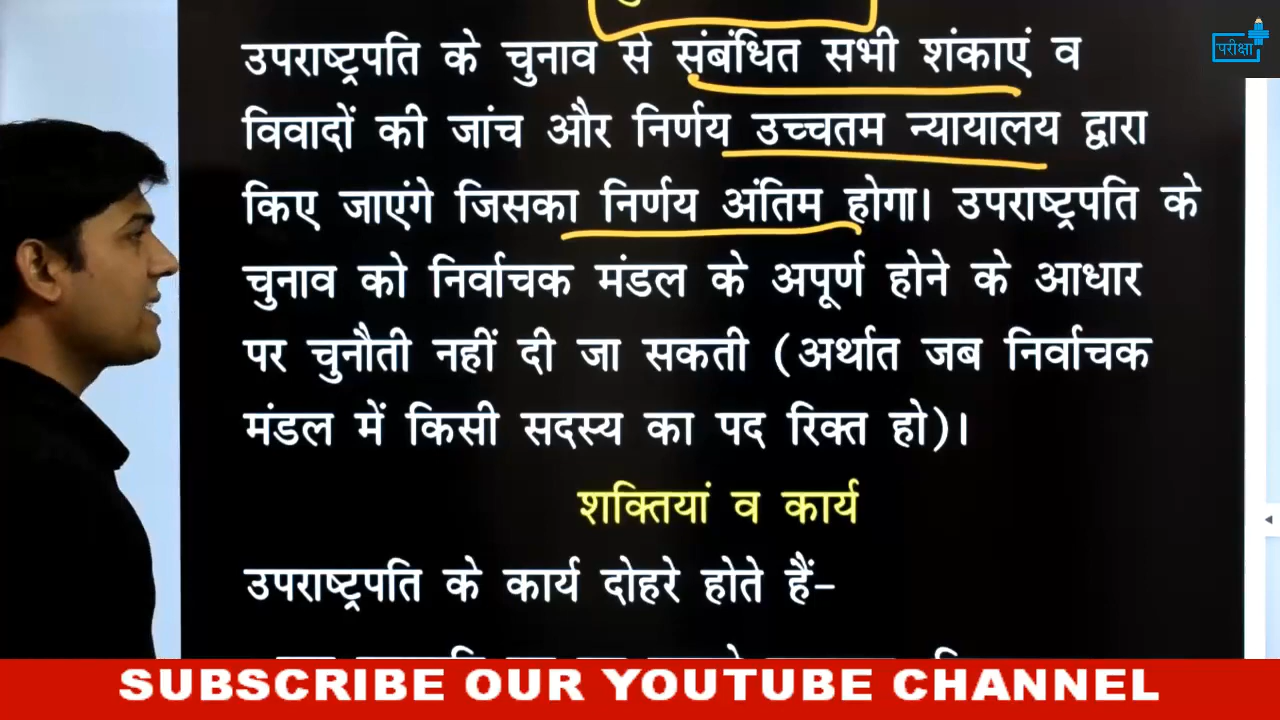 परीक्षा
उपराष्ट्रपति के चुनाव से संबंधित सभी शंकाएं व
विवादों की जांच और निर्णय उच्चतम न्यायालय द्वारा
किए जाएंगे जिसका निर्णय अंतिम होगा। उपराष्ट्रपति के
चुनाव को निर्वाचक मंडल के अपूर्ण होने के आधार
पर चुनौती नहीं दी जा सकती (अर्थात जब निर्वाचक
मंडल में किसी सदस्य का पद रिक्त हो)।
शक्तियां व कार्य
उपराष्ट्रपति के कार्य दोहरे होते हैं-
SUBSCRIBE OUR YOUTUBE CHANNEL